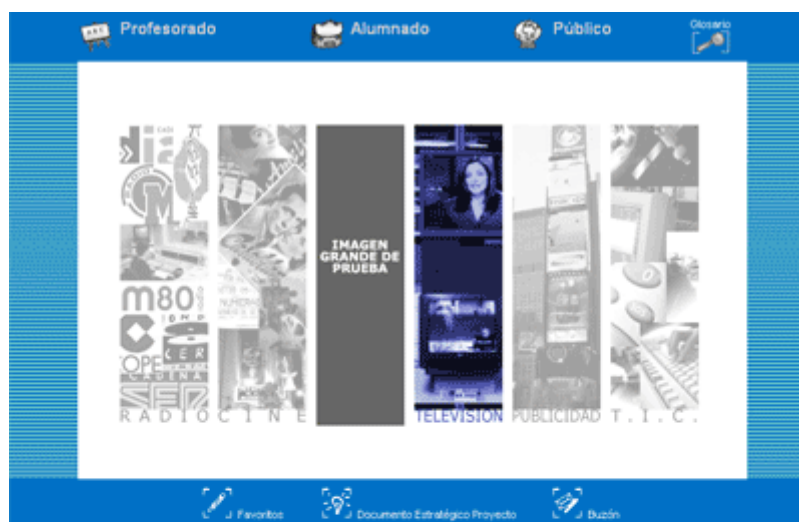 Profesorado
Alumnado
Público
Glosario
IMAGEN
GRANDE DE
PRUEBA
m80
COPE
CADENA
SER
RADIO
CINE
TELEVISIÓN
PUBLICIDAD
T.I.C.
Favoritos
Documento Estratégico Proyecto
Buzón